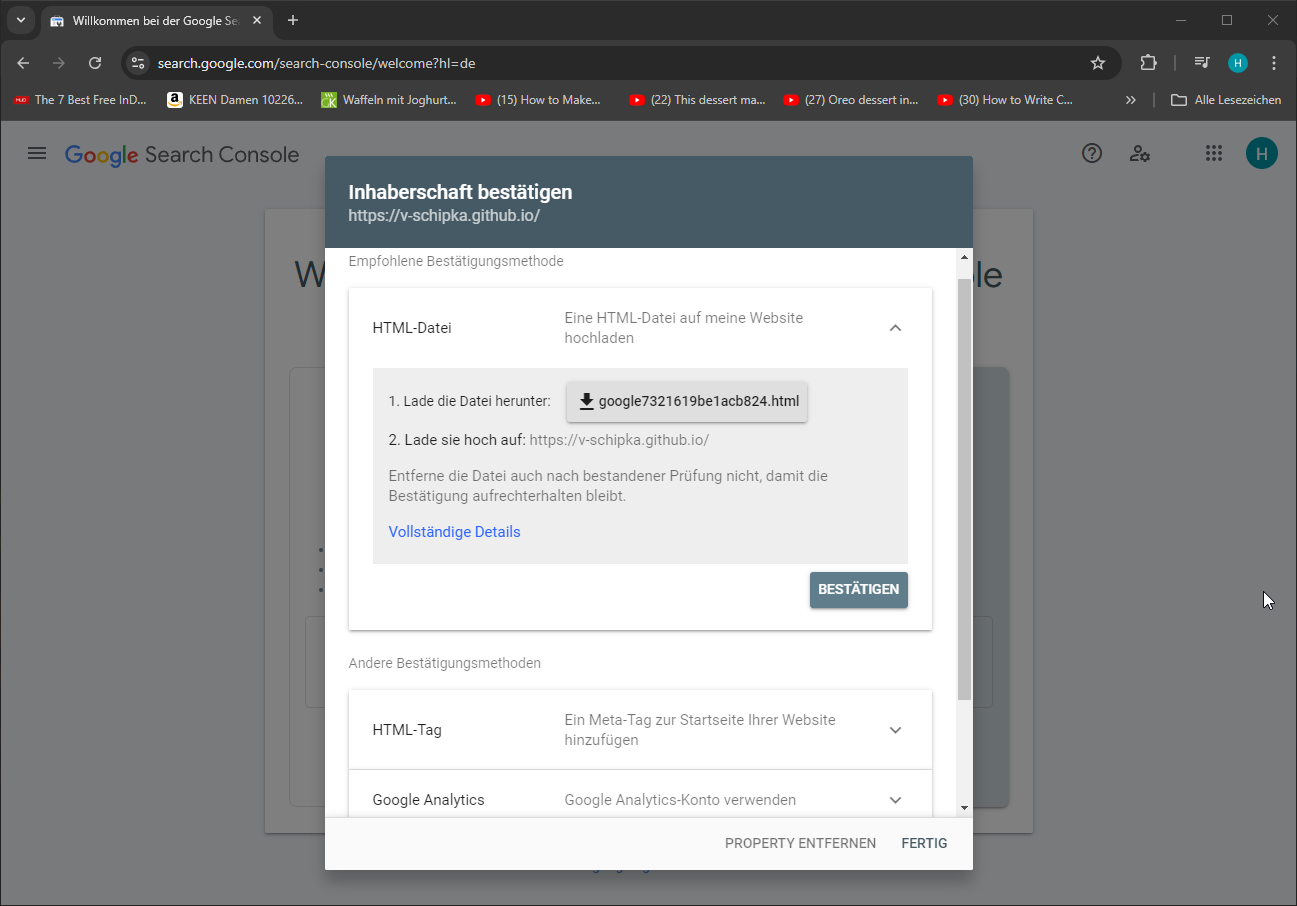 Willkommen bei der Google Se
search.google.com/search-console/welcome?hl=de
The 7 Best Free InD...
KEEN Damen 10226...
Waffeln mit Joghurt...
(15) How to Make...
(22) This dessert ma...
(27) Oreo dessert in...
(30) How to Write C...
Alle Lesezeichen
H
Google Search Console
H
Inhaberschaft bestätigen
https://v-schipka.github.io/
Empfohlene Bestätigungsmethode
HTML-Datei
Eine HTML-Datei auf meine Website
hochladen
1. Lade die Datei herunter:
google7321619be1acb824.html
2. Lade sie hoch auf: https://v-schipka.github.io/
Entferne die Datei auch nach bestandener Prüfung nicht, damit die
Bestätigung aufrechterhalten bleibt.
Vollständige Details
BESTÄTIGEN
Andere Bestätigungsmethoden
HTML-Tag
Ein Meta-Tag zur Startseite Ihrer Website
hinzufügen
Google Analytics
Google Analytics-Konto verwenden
PROPERTY ENTFERNEN
FERTIG